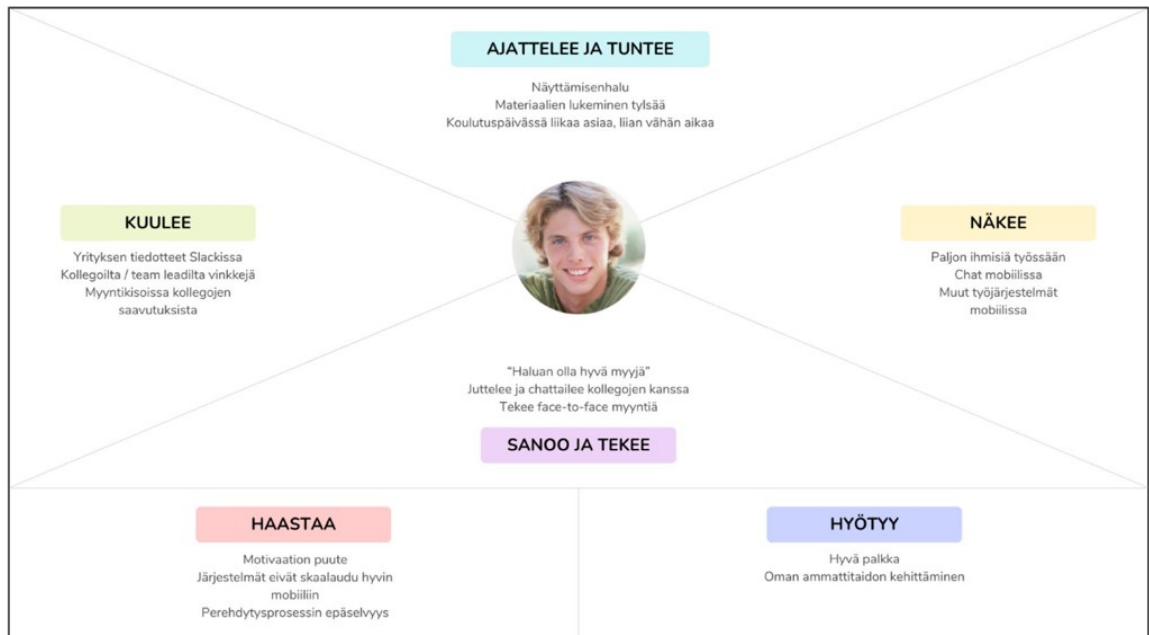 AJATTELEE JA TUNTEE
Näyttämisenhalu
Materiaalien lukeminen tylsää
Koulutuspäivässä liikaa asiaa, liian vähän aikaa
KUULEE
Yrityksen tiedotteet Slackissa
Kollegoilta / team leadilta vinkkejä
Myyntikisoissa kollegojen
saavutuksista
NÄKEE
Paljon ihmisiä työssään
Chat mobiilissa
Muut työjärjestelmät
mobiilissa
“Haluan olla hyvä myyjä”
Juttelee ja chattailee kollegojen kanssa
Tekee face-to-face myyntiä
SANOO JA TEKEE
HAASTAA
Motivaation puute
Järjestelmät eivät skaalaudu hyvin
mobiiliin
Perehdytysprosessin epäselvyys
HYÖTYY
Hyvä palkka
Oman ammattitaidon kehittäminen